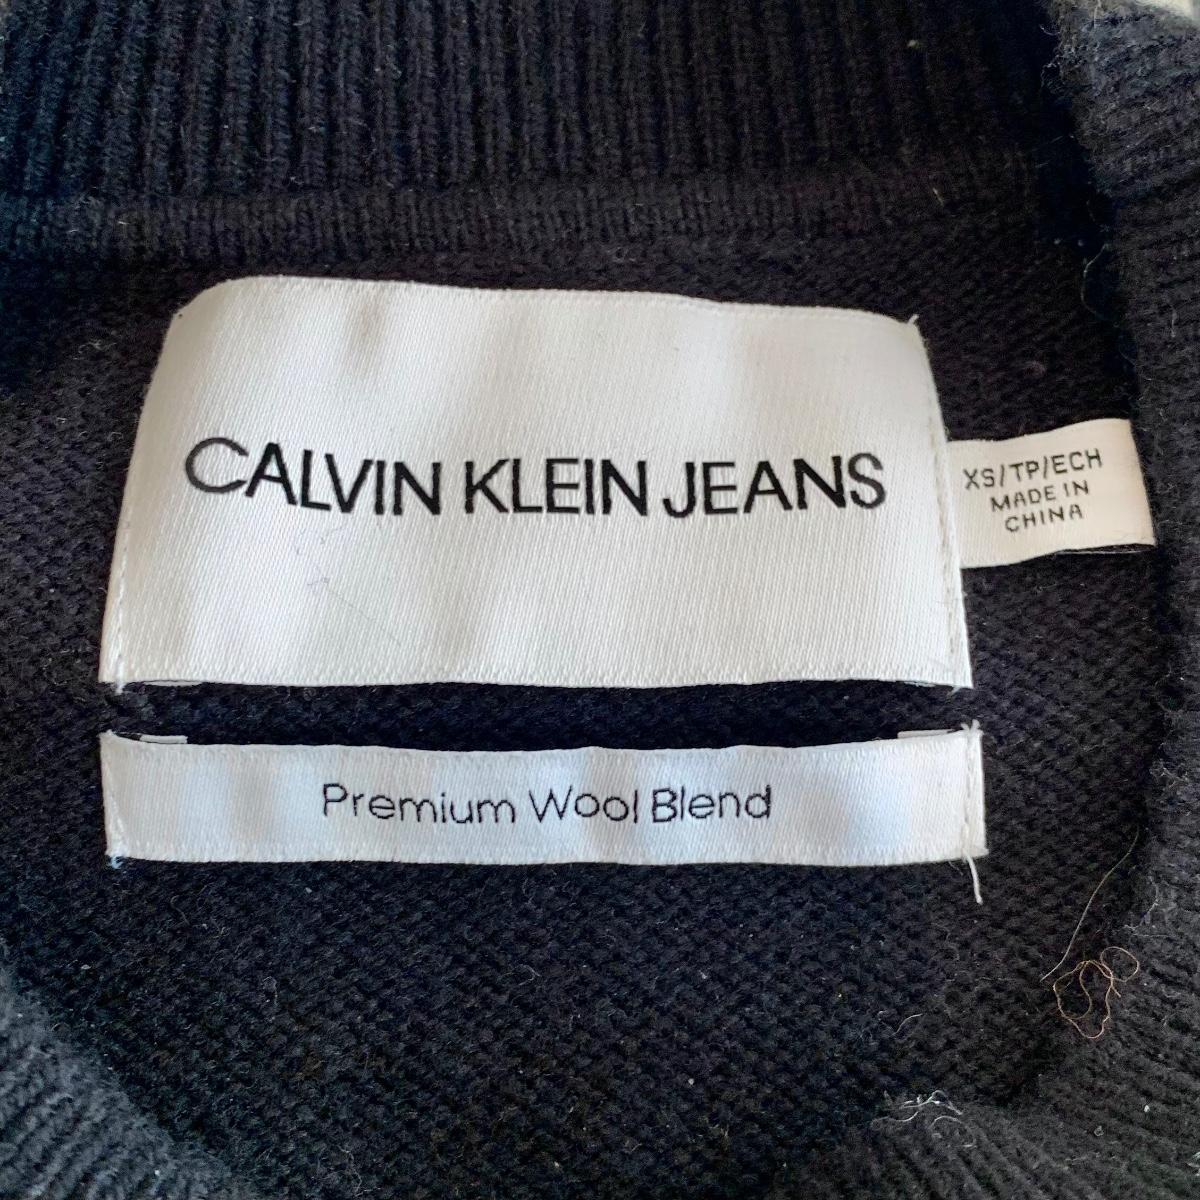 CALVIN KLEIN JEANS
XS/TP/ECH
MADE IN
CHINA
Premium Wool Blend